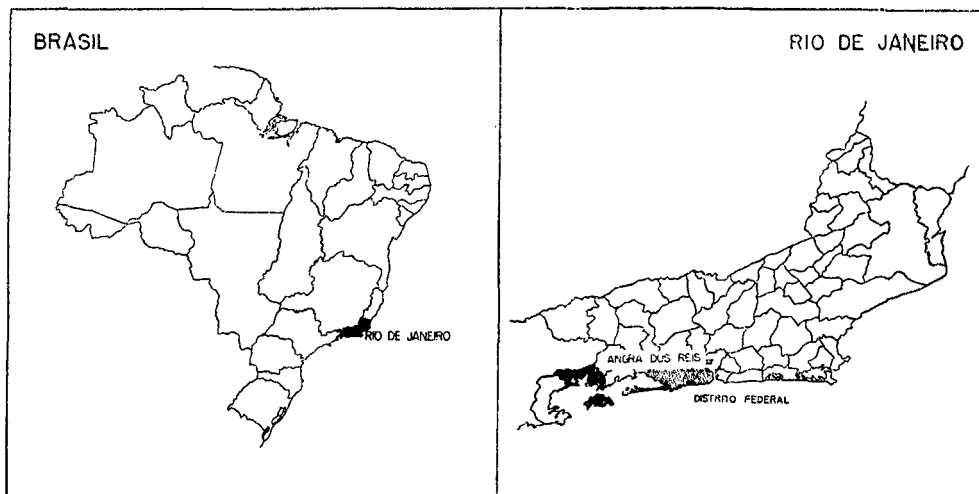 BRASIL
RIO DE JANEIRO
RIO DE JANEIRO
ANGRA DOS REIS
DISTRITO FEDERAL